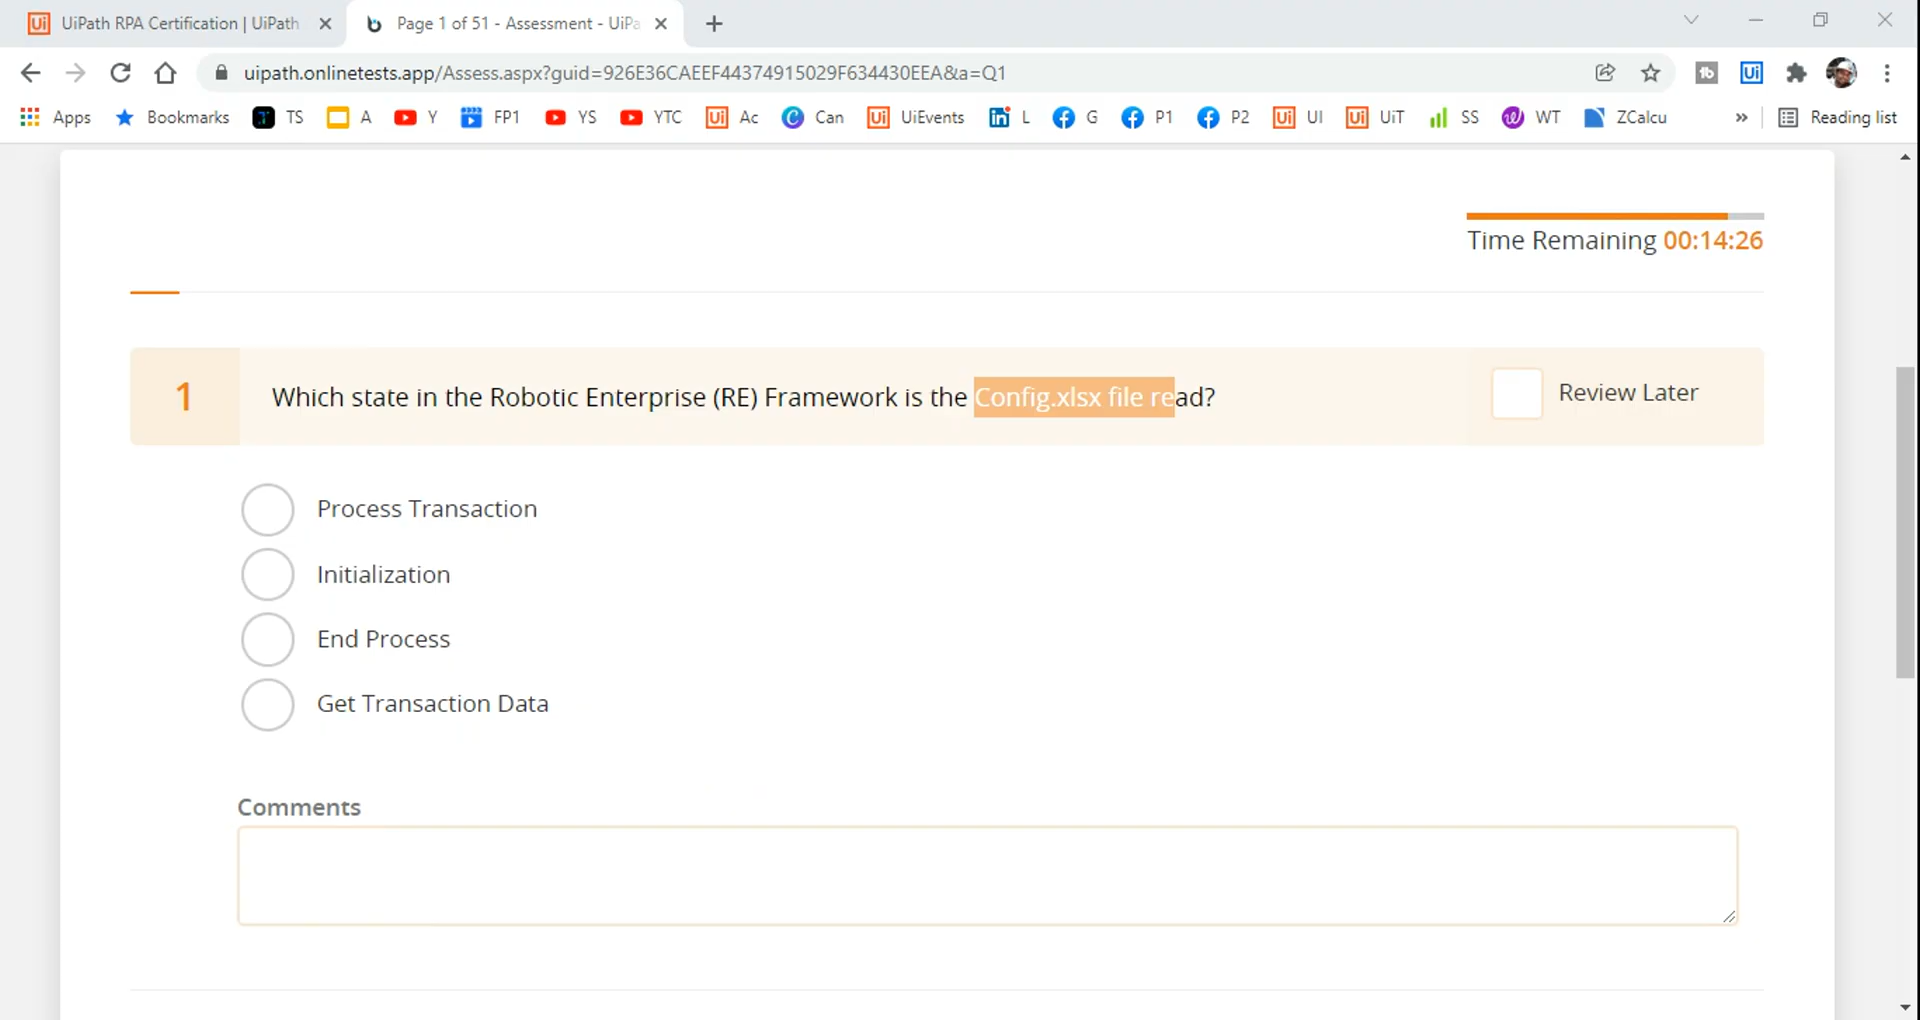 UiPath RPA Certification | UiPath
Page 1 of 51 - Assessment - UiPa
uipath.onlinetests.app/Assess.aspx?guid=926E36CAEEF44374915029F634430EEA&a=Q1
Apps Bookmarks TS A Y FP1 YS YTC Ac Can UiEvents L G P1 P2 UI UiT SS WT ZCalcu » Reading list
Time Remaining 00:14:26
1 Which state in the Robotic Enterprise (RE) Framework is the Config.xlsx file read? Review Later
Process Transaction
Initialization
End Process
Get Transaction Data
Comments